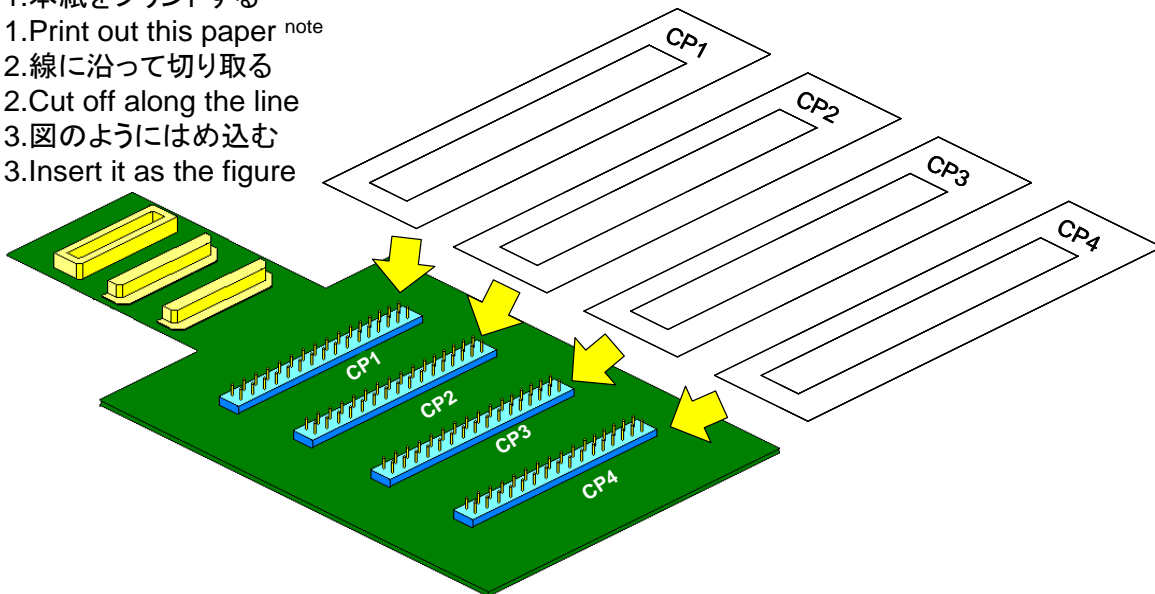 1.本紙をプリントする
1.Print out this paper note
2.線に沿って切り取る
2.Cut off along the line
3.図のようにはめ込む
3.Insert it as the figure
CP1
CP2
CP3
CP4
CP1
CP2
CP3
CP4